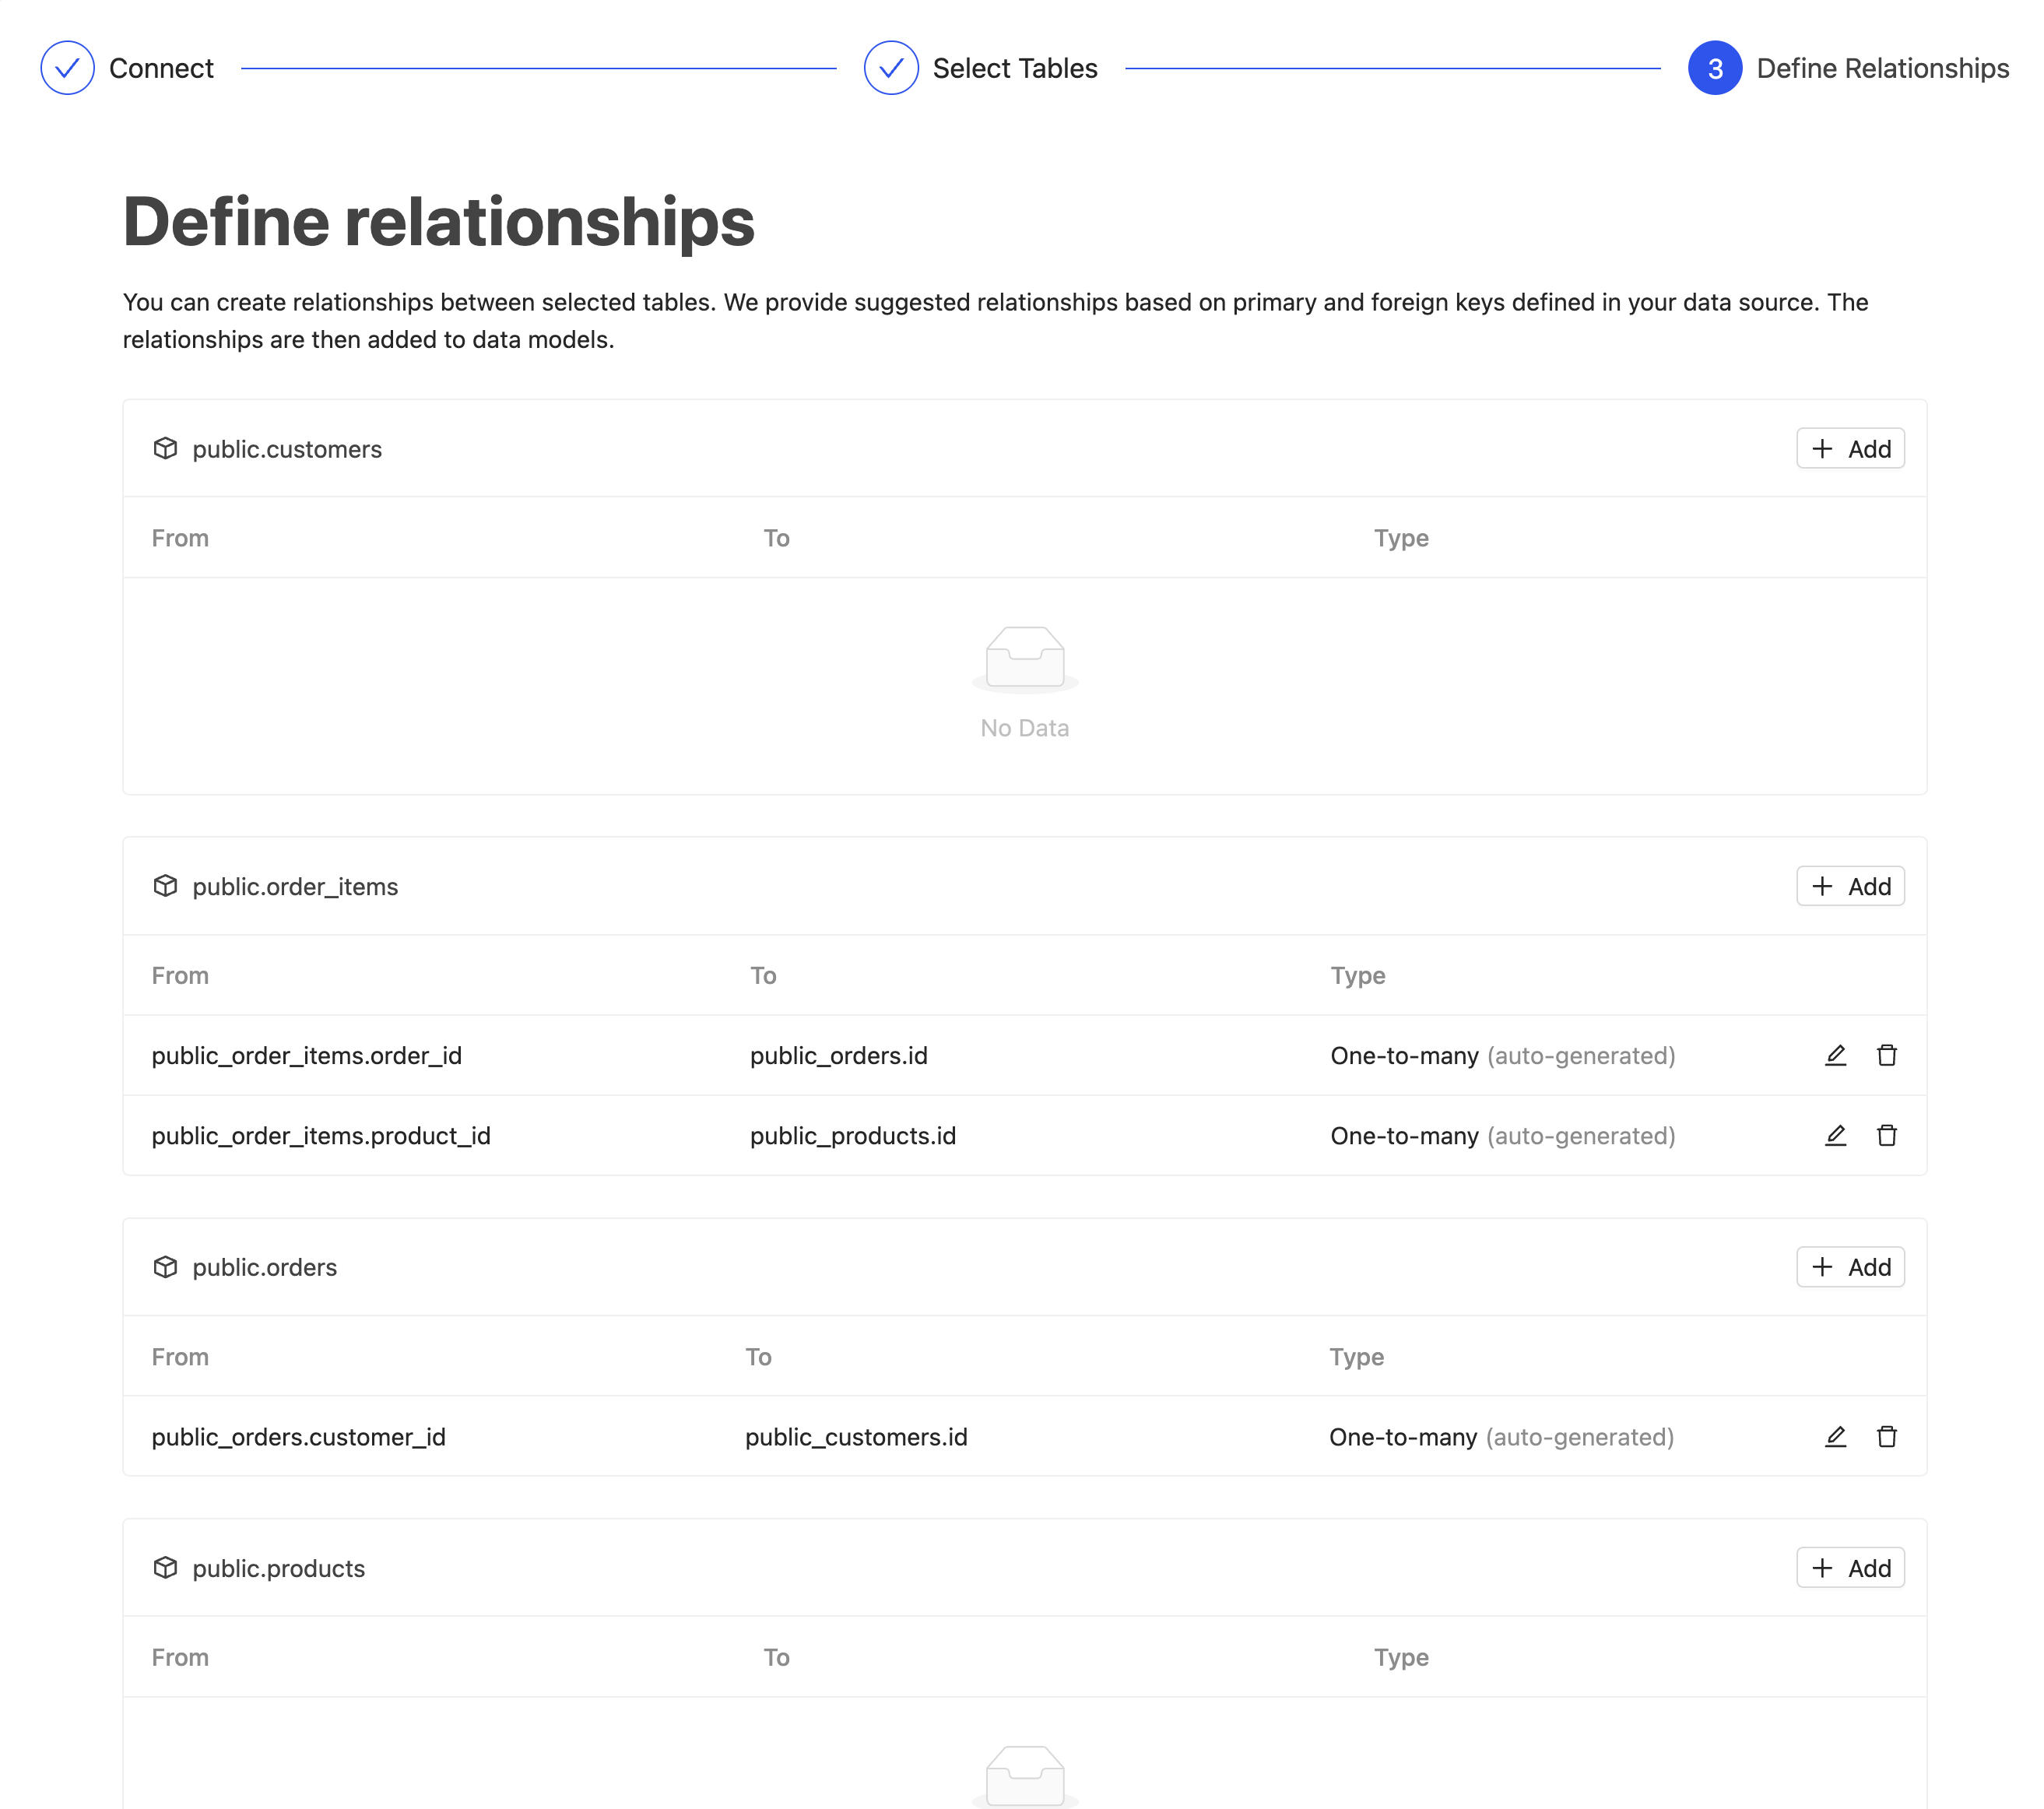 Connect
Select Tables
3 Define Relationships
Define relationships
You can create relationships between selected tables. We provide suggested relationships based on primary and foreign keys defined in your data source. The
relationships are then added to data models.
public.customers
Add
From To Type
No Data
public.order_items
Add
From To Type
public_order_items.order_id public_orders.id One-to-many (auto-generated)
public_order_items.product_id public_products.id One-to-many (auto-generated)
public.orders
Add
From To Type
public_orders.customer_id public_customers.id One-to-many (auto-generated)
public.products
Add
From To Type